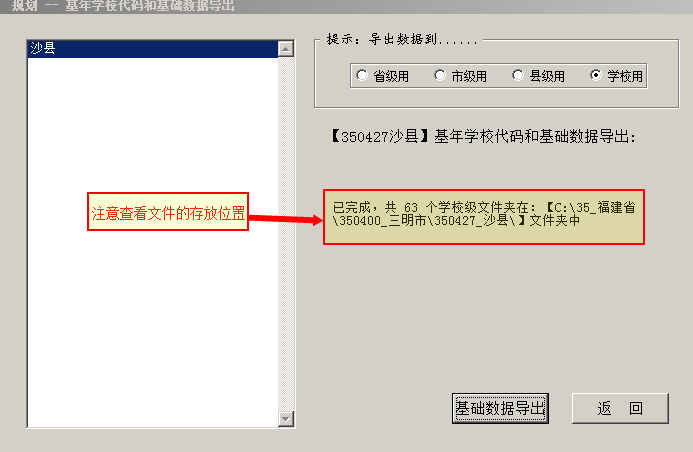 规划 -- 基年学校代码和基础数据导出
沙县
提示：导出数据到......
省级用 市级用 县级用 学校用
【350427沙县】基年学校代码和基础数据导出：
注意查看文件的存放位置
已完成，共 63 个学校级文件夹在：【C:\35_福建省
\350400_三明市\350427_沙县\】文件夹中
基础数据导出 返 回